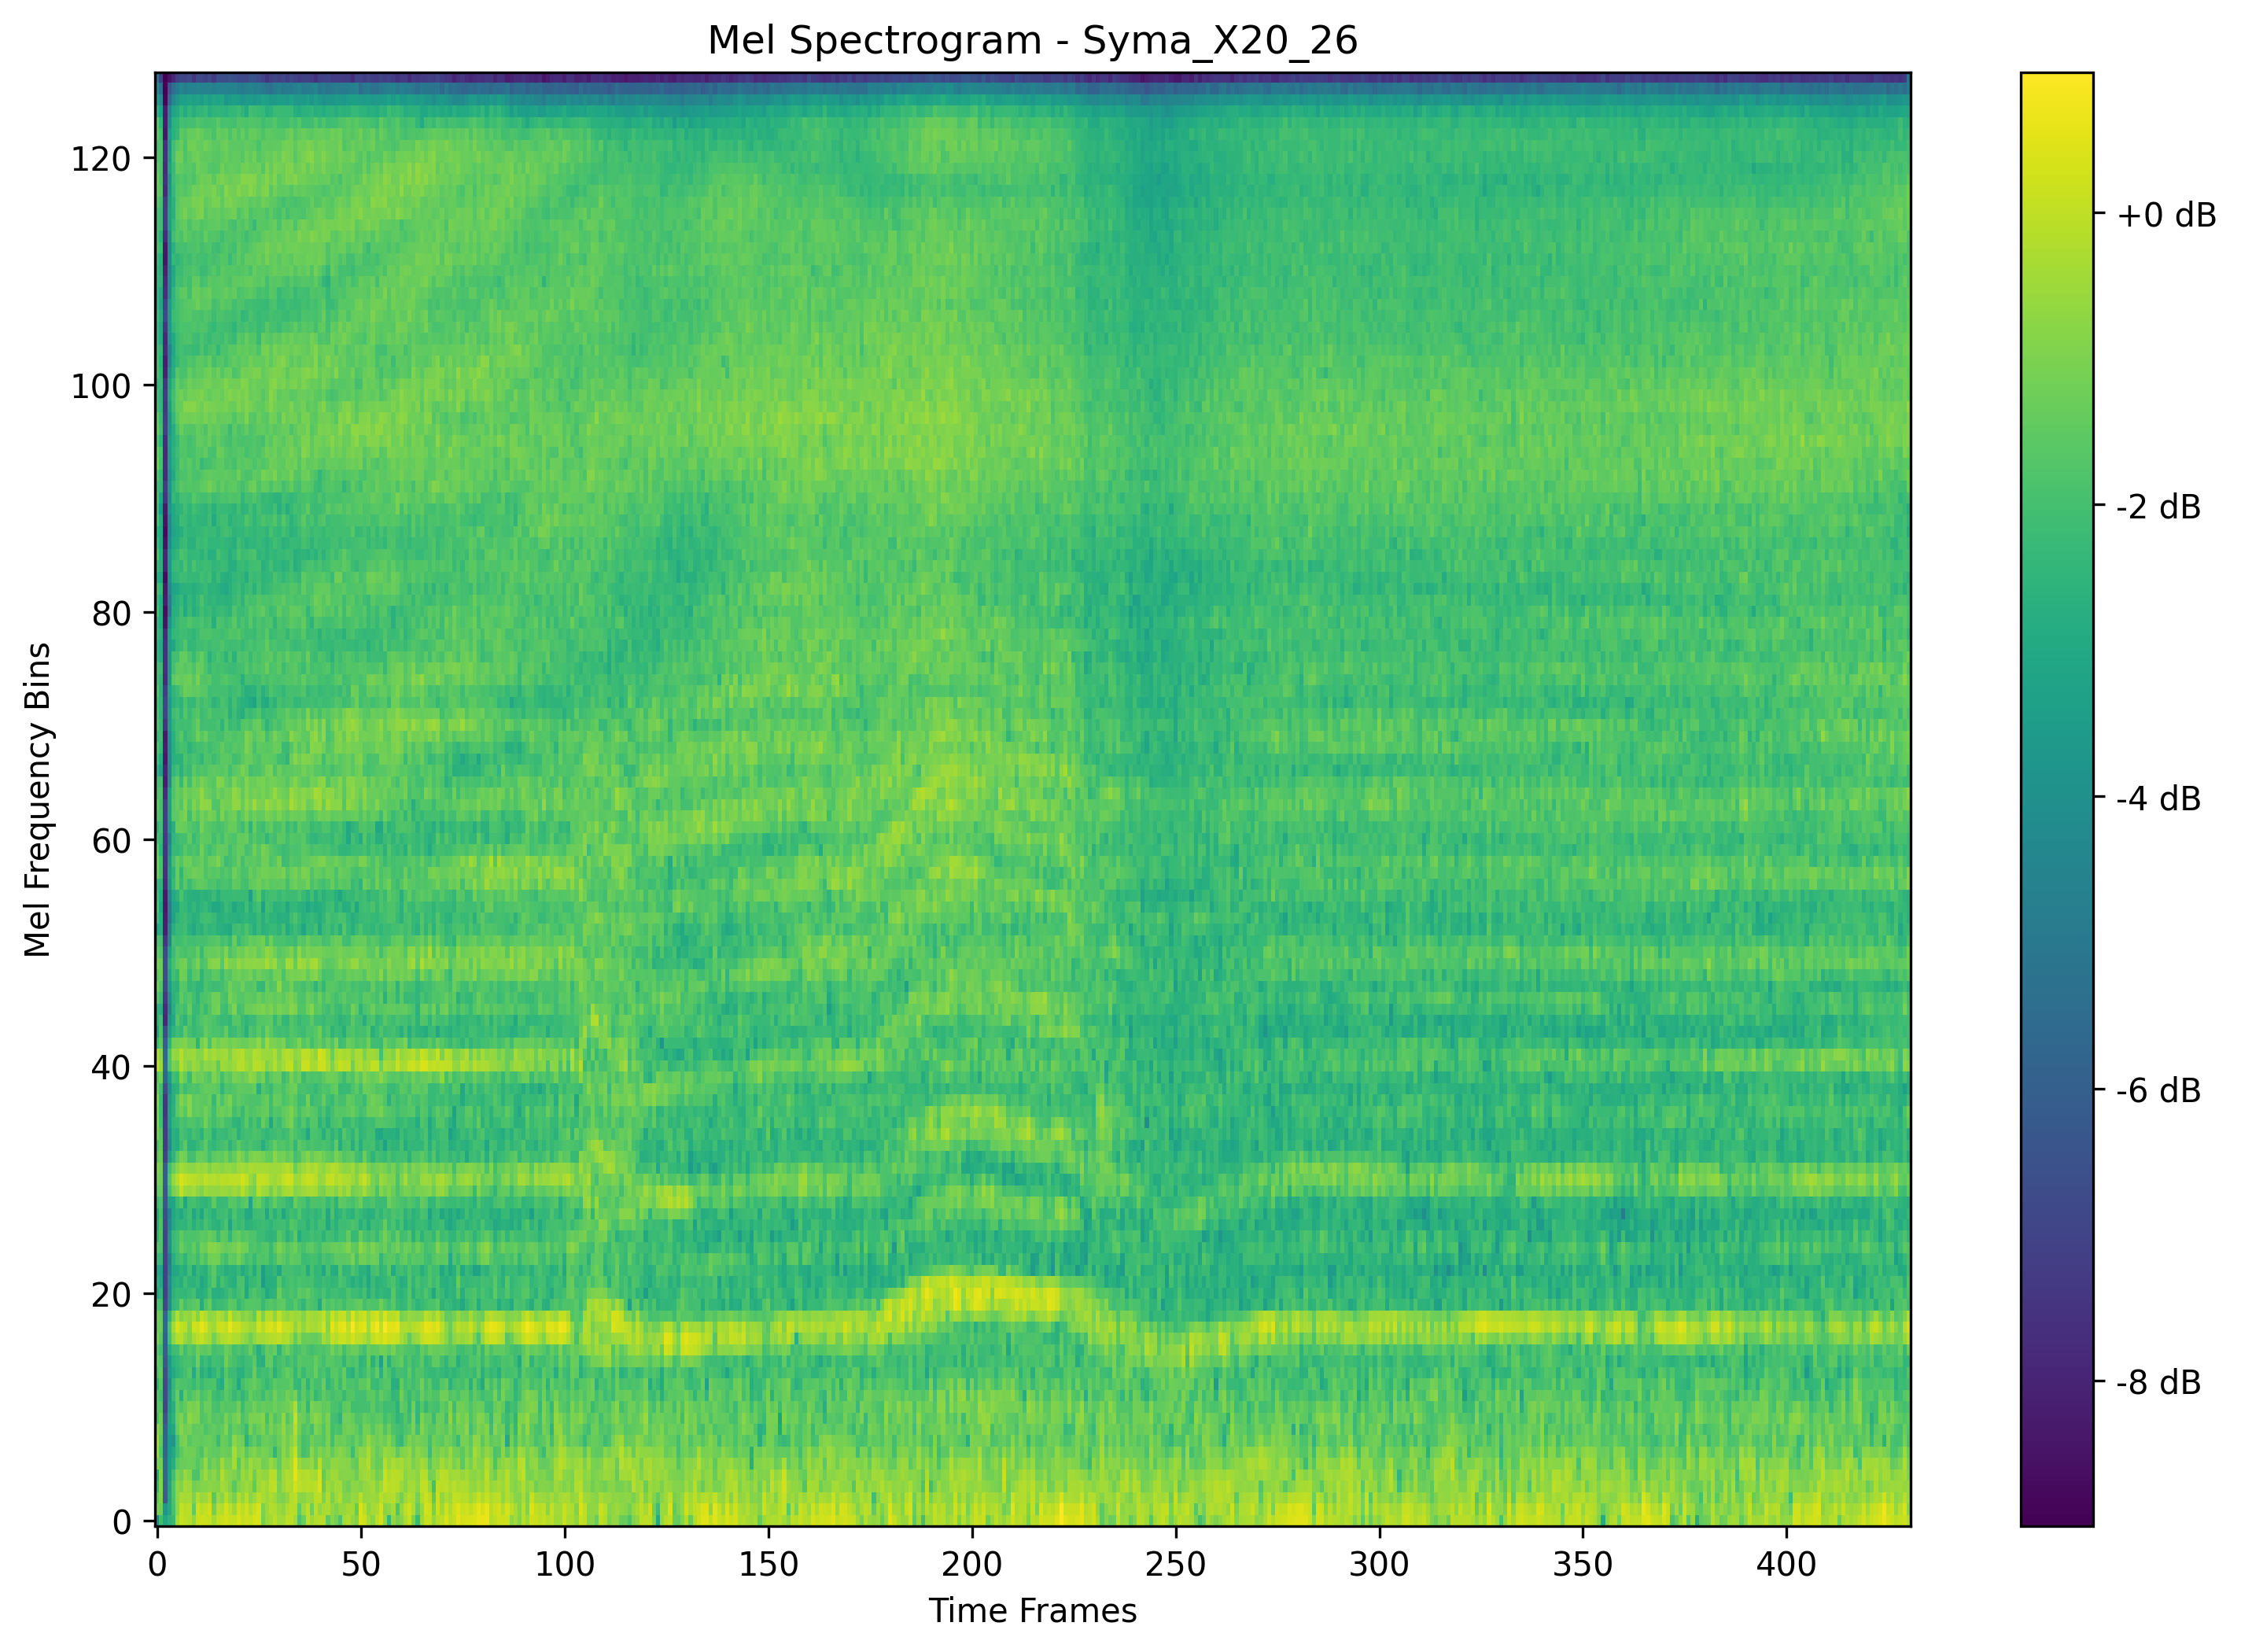 Mel Spectrogram - Syma_X20_26
Mel Frequency Bins
120
100
80
60
40
20
0
0 50 100 150 200 250 300 350 400
Time Frames
+0 dB
-2 dB
-4 dB
-6 dB
-8 dB